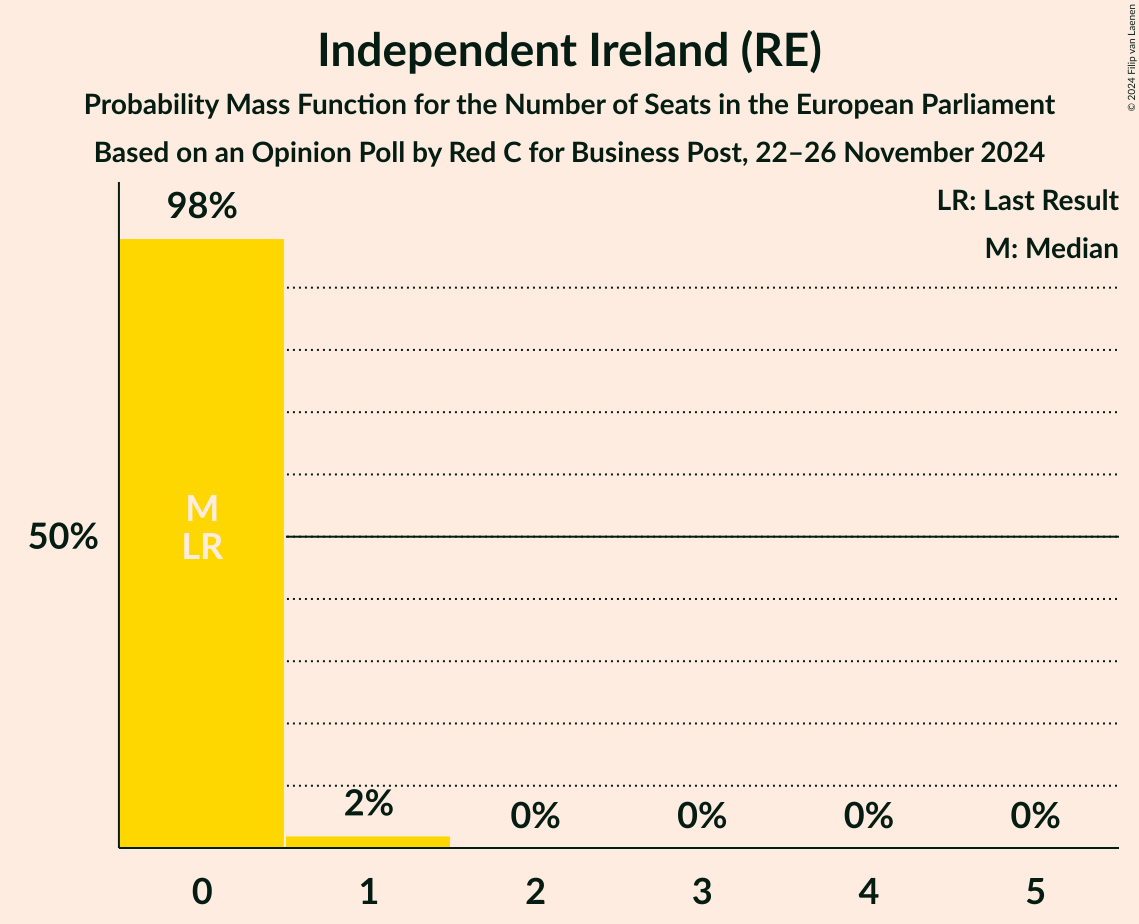 Independent Ireland (RE)
Probability Mass Function for the Number of Seats in the European Parliament
Based on an Opinion Poll by Red C for Business Post, 22–26 November 2024
© 2024 Filip van Laenen
LR: Last Result
M: Median
98%
M
LR
50%
2%
0%
0%
0%
0%
0
1
2
3
4
5